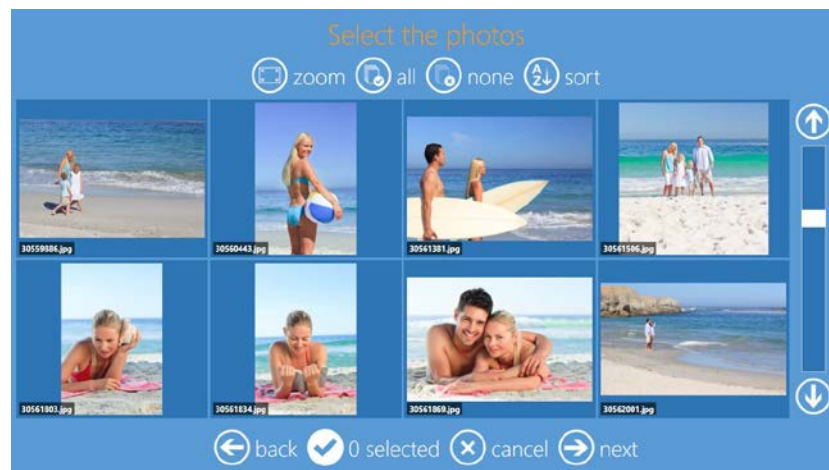 Select the photos
zoom all none sort
30559886.jpg 30560443.jpg 30561381.jpg 30561506.jpg
30561803.jpg 30561834.jpg 30561869.jpg 30562001.jpg
back 0 selected cancel next